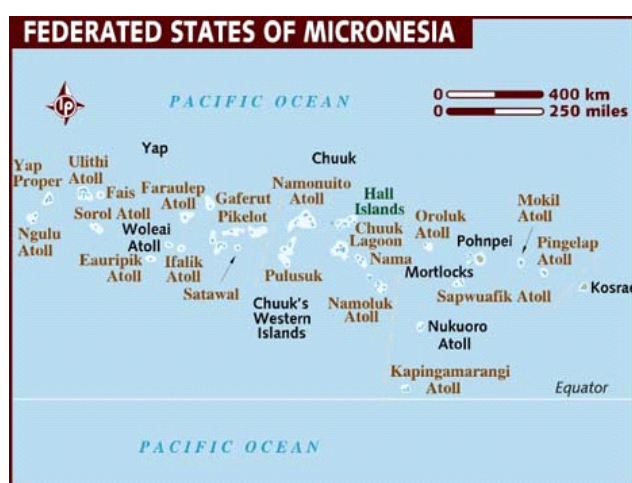 FEDERATED STATES OF MICRONESIA
LP
PACIFIC OCEAN
0 400 km
0 250 miles
Yap
Chuuk
Yap
Proper
Ulithi
Atoll
Fais
Faraulep
Atoll
Gaferut
Pikelot
Namonuito
Atoll
Hall
Islands
Mokil
Atoll
Ngulu
Atoll
Sorol Atoll
Woleai
Atoll
Chuuk
Lagoon
Oroluk
Atoll
Pohnpei
Pingelap
Atoll
Eauripik
Atoll
Ifalik
Atoll
Satawal
Pulusuk
Nama
Mortlocks
Sapwuafik Atoll
Kosrae
Chuuk's
Western
Islands
Namoluk
Atoll
Nukuoro
Atoll
Kapingamarangi
Atoll
Equator
PACIFIC OCEAN